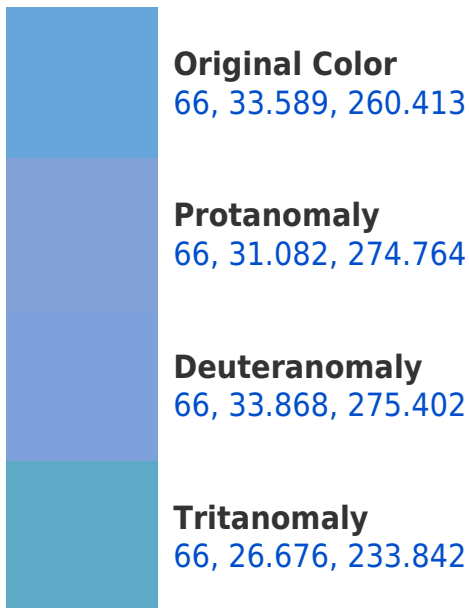 Original Color
66, 33.589, 260.413
Protanomaly
66, 31.082, 274.764
Deuteranomaly
66, 33.868, 275.402
Tritanomaly
66, 26.676, 233.842